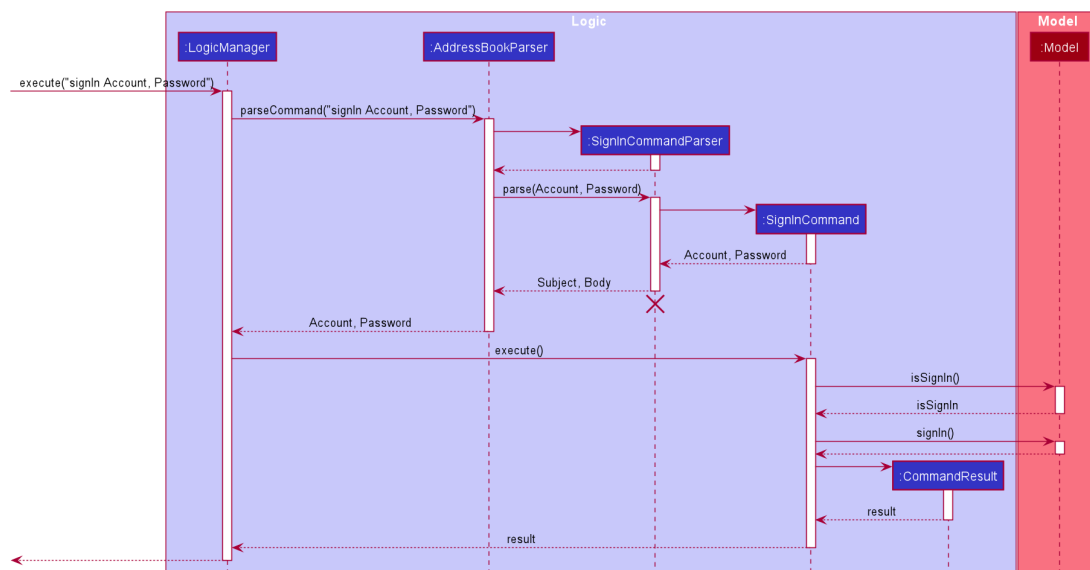 Logic
Model
:LogicManager
:AddressBookParser
:Model
execute("signIn Account, Password")
parseCommand("signIn Account, Password")
:SignInCommandParser
parse(Account, Password)
:SignInCommand
Account, Password
Subject, Body
Account, Password
execute()
isSignIn()
isSignIn
signIn()
:CommandResult
result
result